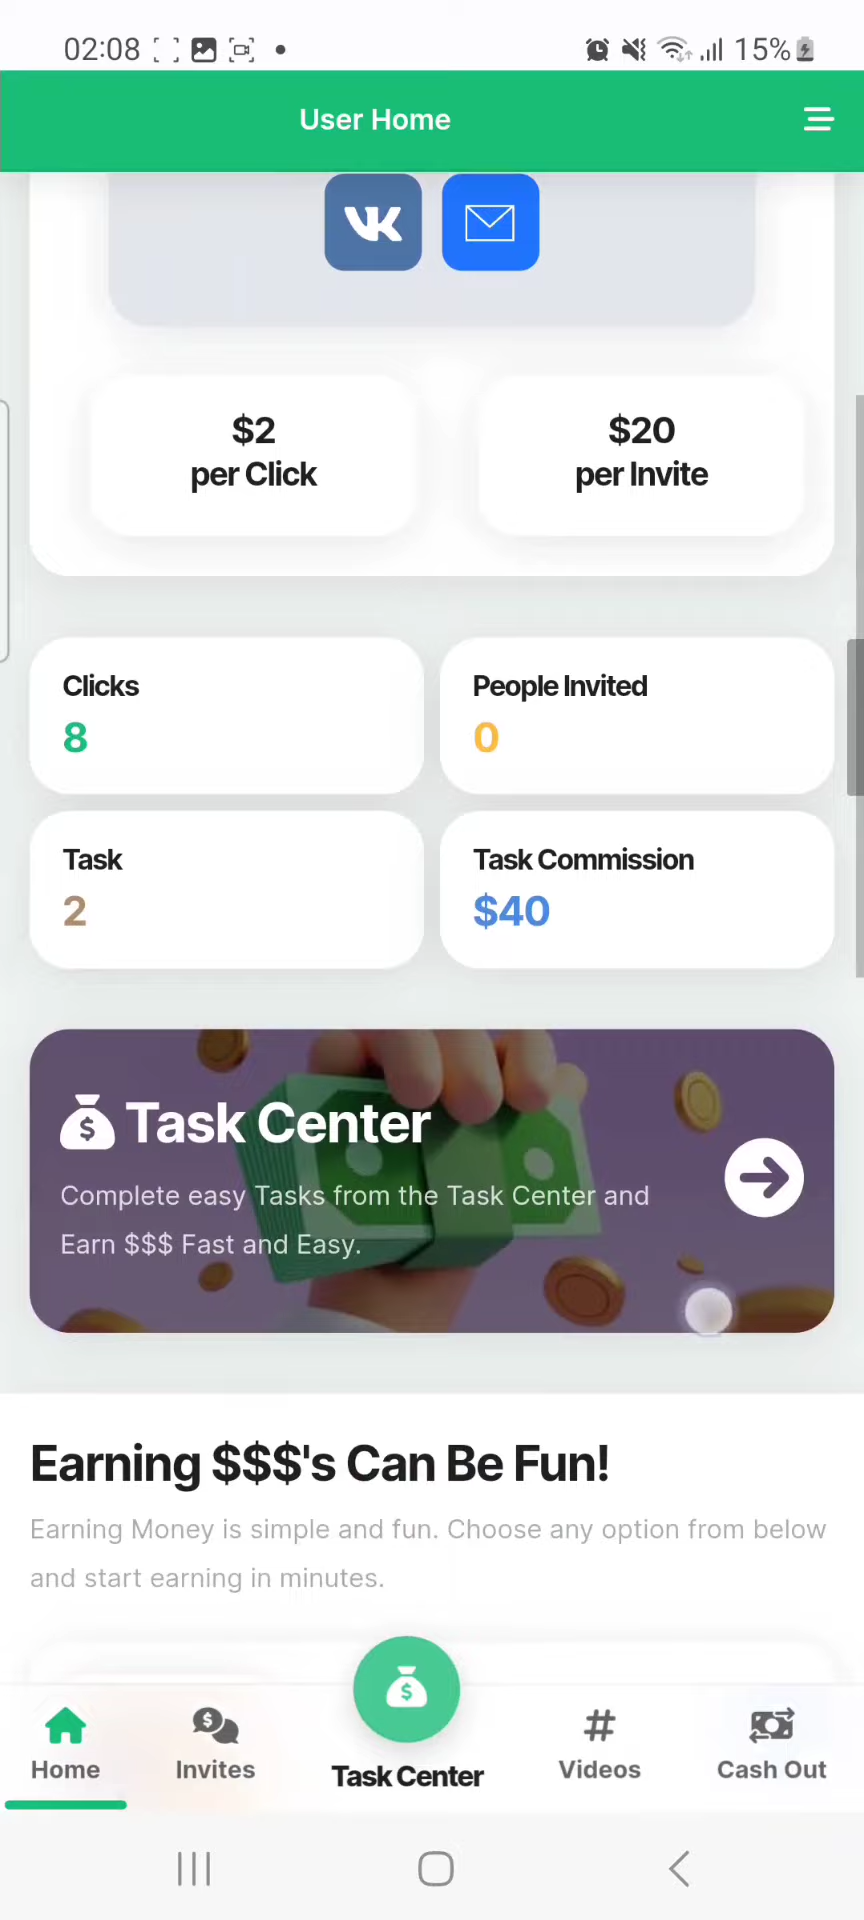 02:08
15%
User Home
VK
$2
per Click
$20
per Invite
Clicks
8
People Invited
0
Task
2
Task Commission
$40
$ Task Center
Complete easy Tasks from the Task Center and
Earn $$$ Fast and Easy.
Earning $$$'s Can Be Fun!
Earning Money is simple and fun. Choose any option from below
and start earning in minutes.
$
$
#
Home
Invites
Task Center
Videos
Cash Out